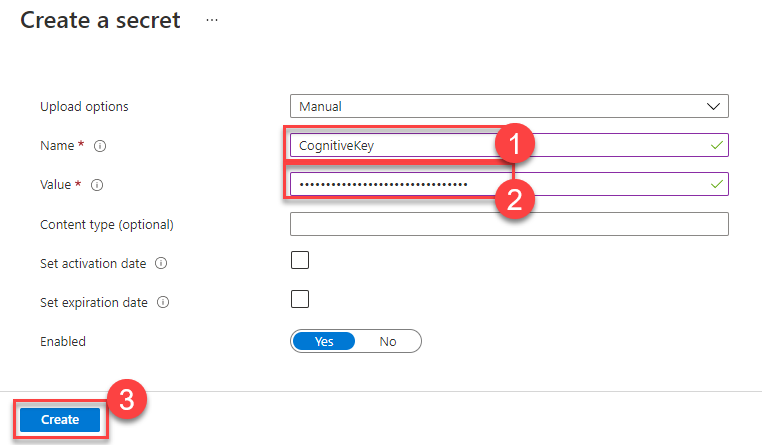 Create a secret ...
Upload options Manual
Name * CognitiveKey 1
Value * •••••••••••••••••••••••••••••••• 2
Content type (optional)
Set activation date
Set expiration date
Enabled Yes No
Create 3